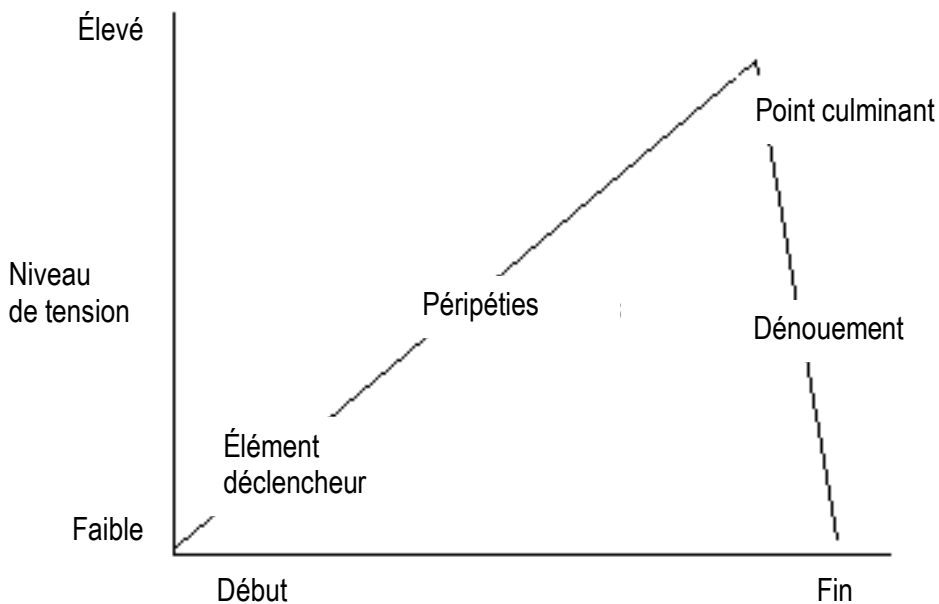 Élevé
Point culminant
Niveau
de tension
Péripéties
Dénouement
Élément
déclencheur
Faible
Début
Fin